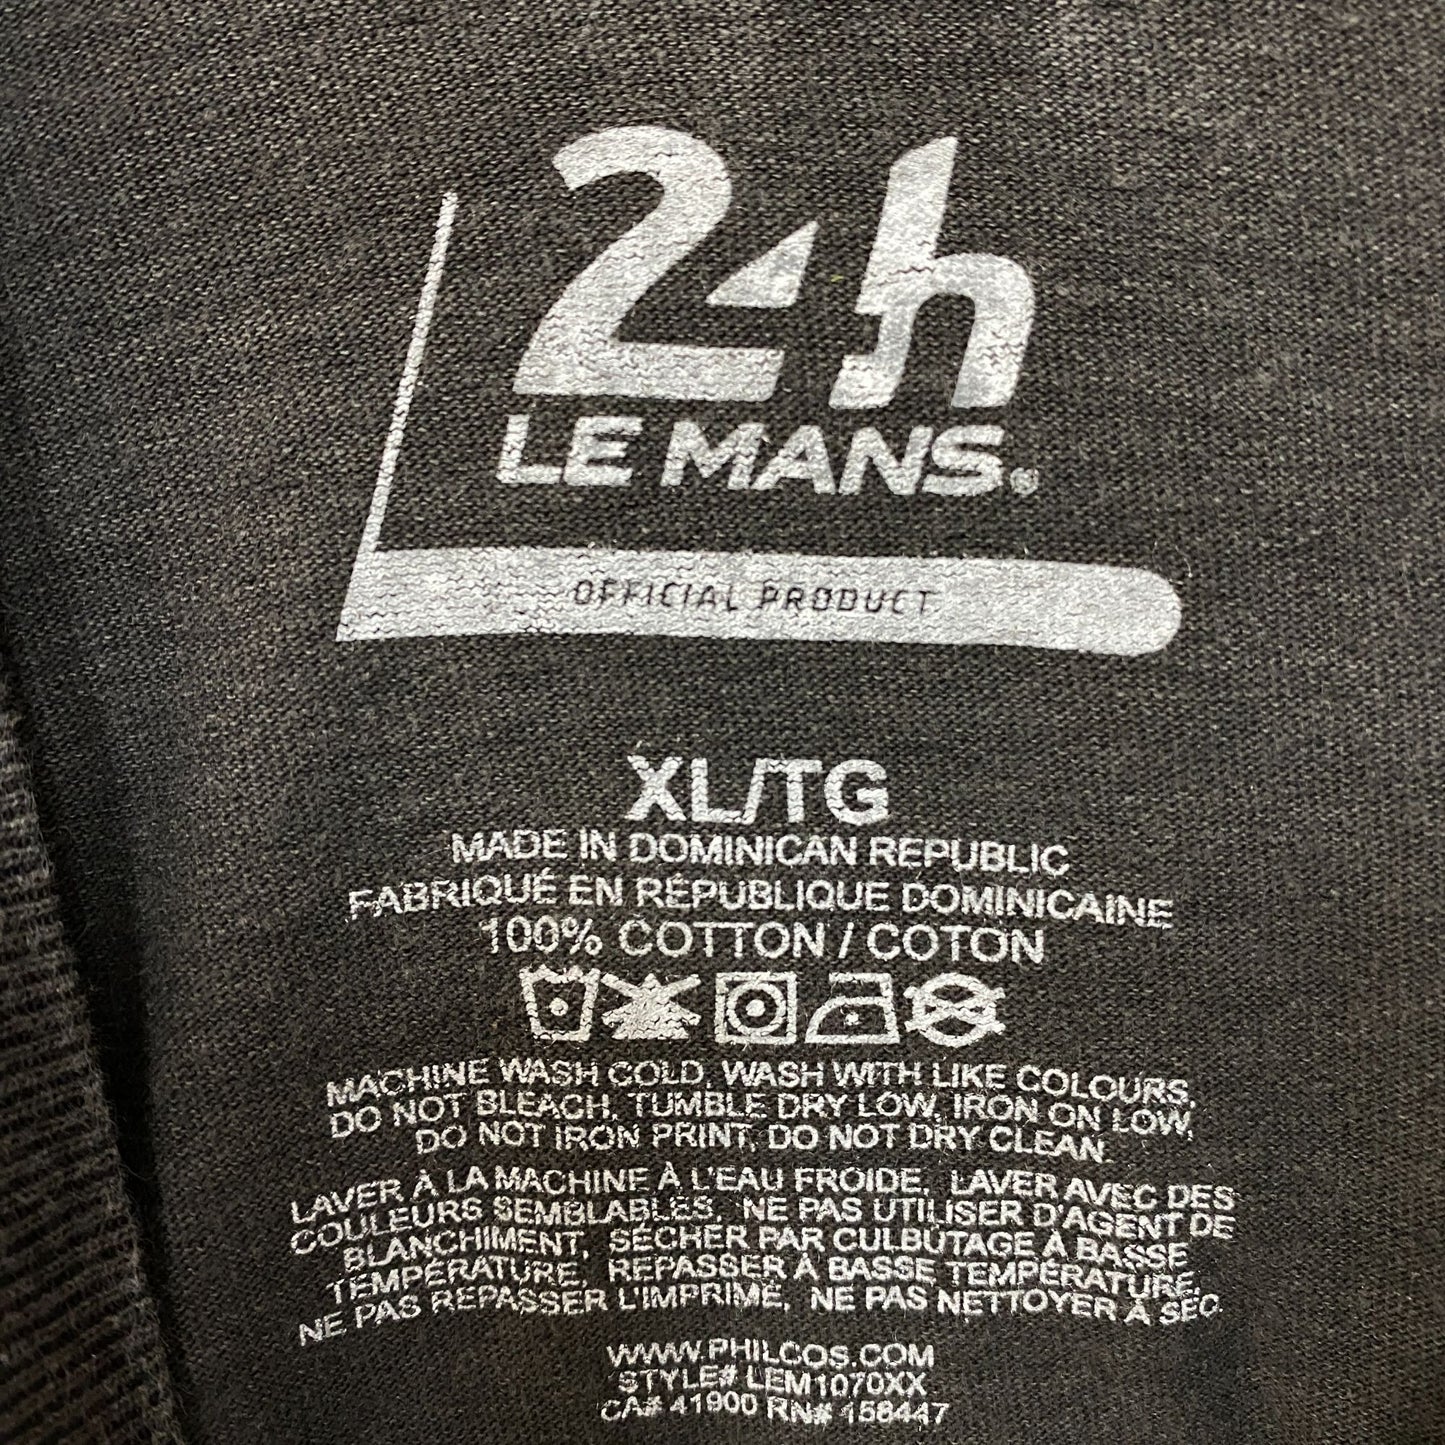 24h
LE MANS®
OFFICIAL PRODUCT
XL/TG
MADE IN DOMINICAN REPUBLIC
FABRIQUÉ EN RÉPUBLIQUE DOMINICAINE
100% COTTON / COTON
MACHINE WASH COLD, WASH WITH LIKE COLOURS,
DO NOT BLEACH, TUMBLE DRY LOW, IRON ON LOW,
DO NOT IRON PRINT, DO NOT DRY CLEAN.
LAVER À LA MACHINE À L'EAU FROIDE, LAVER AVEC DES
COULEURS SEMBLABLES, NE PAS UTILISER D'AGENT DE
BLANCHIMENT, SÉCHER PAR CULBUTAGE À BASSE
TEMPÉRATURE, REPASSER À BASSE TEMPÉRATURE,
NE PAS REPASSER L'IMPRIMÉ, NE PAS NETTOYER À SEC.
WWW.PHILCOS.COM
STYLE# LEM1070XX
CA# 41900 RN# 158447